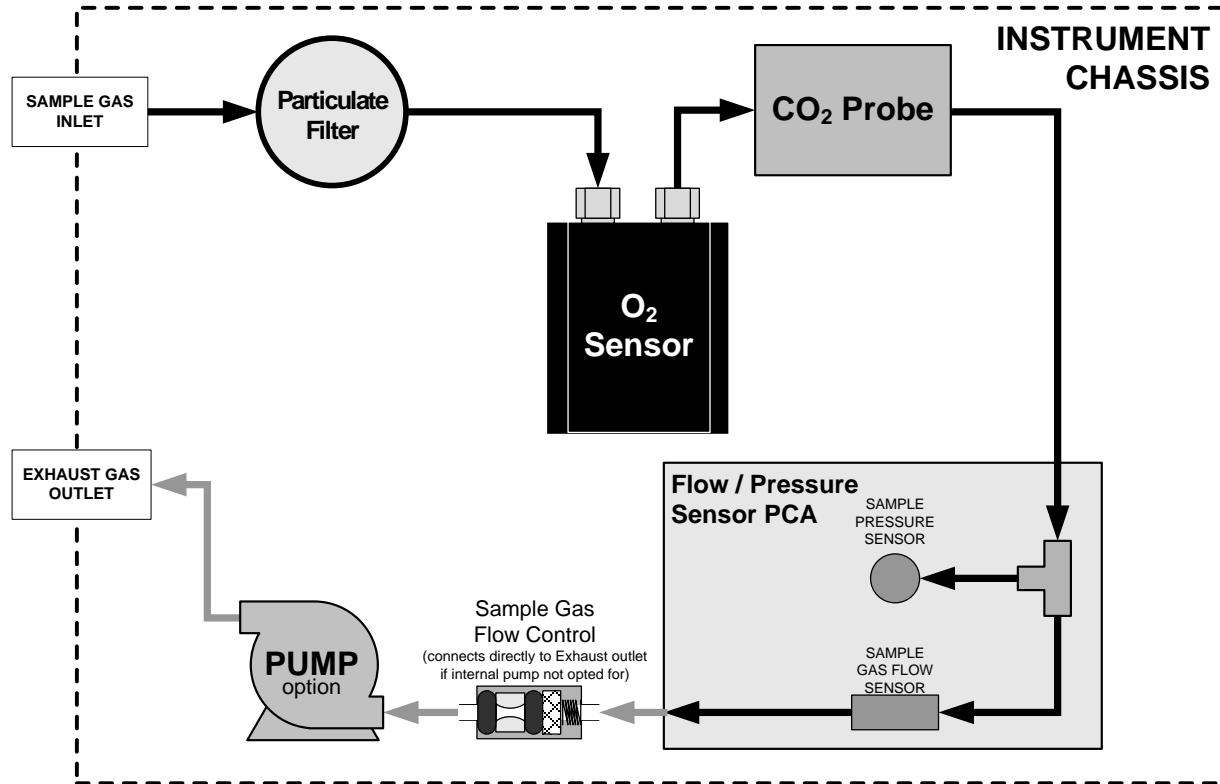 INSTRUMENT
CHASSIS
SAMPLE GAS
INLET
Particulate
Filter
CO₂ Probe
O₂
Sensor
EXHAUST GAS
OUTLET
Flow / Pressure
Sensor PCA
SAMPLE
PRESSURE
SENSOR
SAMPLE
GAS FLOW
SENSOR
Sample Gas
Flow Control
(connects directly to Exhaust outlet
if internal pump not opted for)
PUMP
option